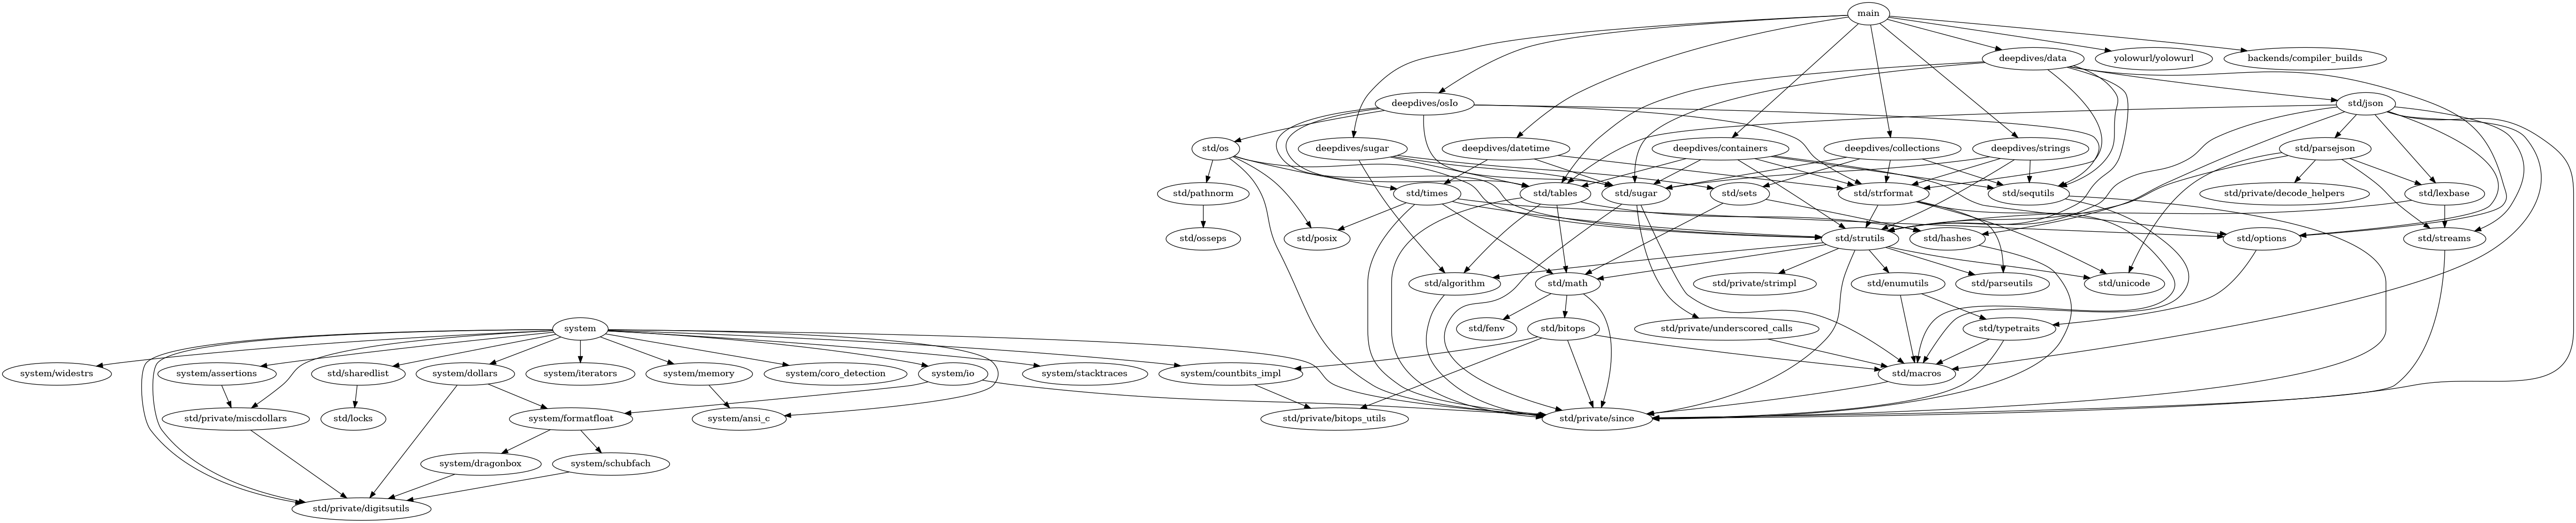 main
deepdives/data
yolowurl/yolowurl
backends/compiler_builds
deepdives/oslo
std/json
std/os
deepdives/sugar
deepdives/datetime
deepdives/containers
deepdives/collections
deepdives/strings
std/parsejson
std/pathnorm
std/times
std/tables
std/sugar
std/sets
std/strformat
std/sequtils
std/private/decode_helpers
std/lexbase
std/osseps
std/posix
std/strutils
std/hashes
std/options
std/streams
std/algorithm
std/math
std/private/strimpl
std/enumutils
std/parseutils
std/unicode
system
std/fenv
std/bitops
std/private/underscored_calls
std/typetraits
system/widestrs
system/assertions
std/sharedlist
system/dollars
system/iterators
system/memory
system/coro_detection
system/io
system/stacktraces
system/countbits_impl
std/macros
std/private/miscdollars
std/locks
system/formatfloat
system/ansi_c
std/private/bitops_utils
std/private/since
system/dragonbox
system/schubfach
std/private/digitsutils